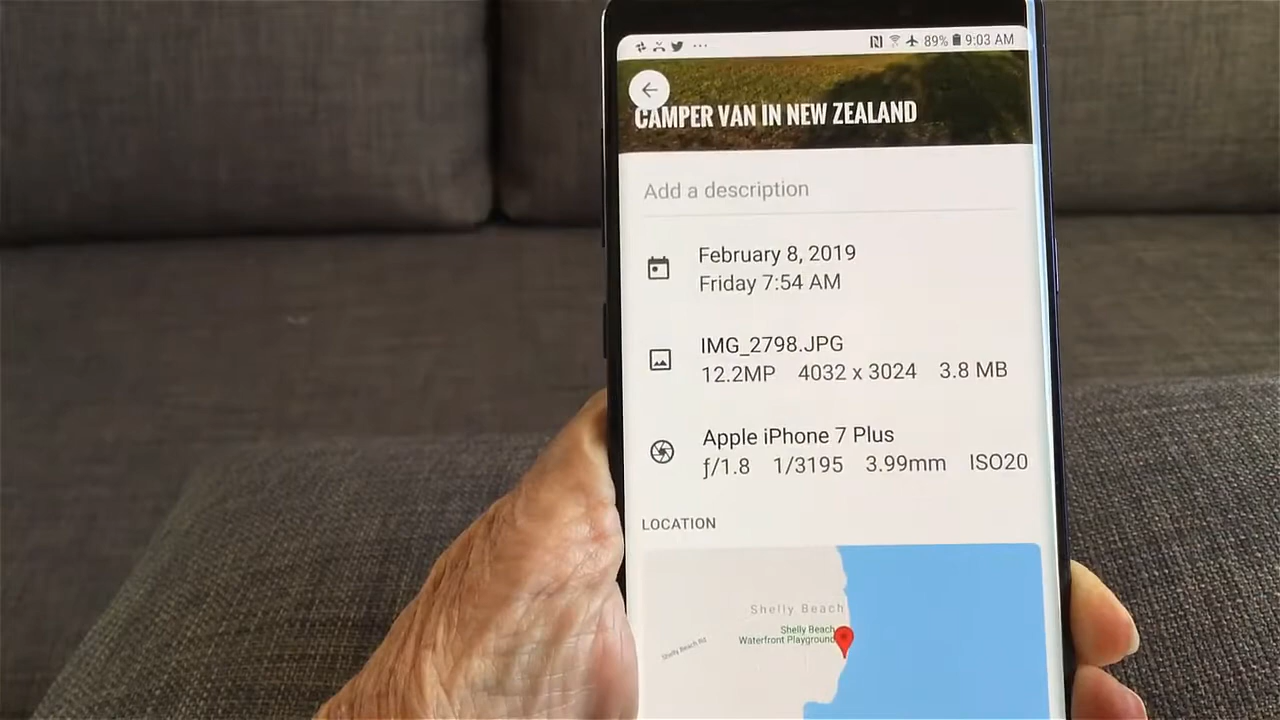 89% 9:03 AM
CAMPER VAN IN NEW ZEALAND
Add a description
February 8, 2019
Friday 7:54 AM
IMG_2798.JPG
12.2MP 4032 x 3024 3.8 MB
Apple iPhone 7 Plus
ƒ/1.8 1/3195 3.99mm ISO20
LOCATION
Shelly Beach
Shelly Beach
Waterfront Playground
Shelly Beach Rd